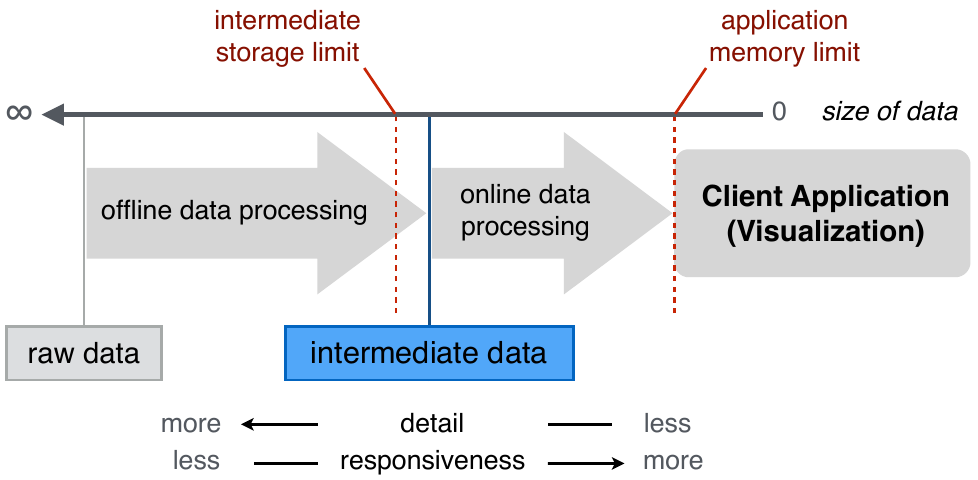 intermediate
storage limit
application
memory limit
∞
0
size of data
offline data processing
online data
processing
Client Application
(Visualization)
raw data
intermediate data
more
detail
less
less
responsiveness
more